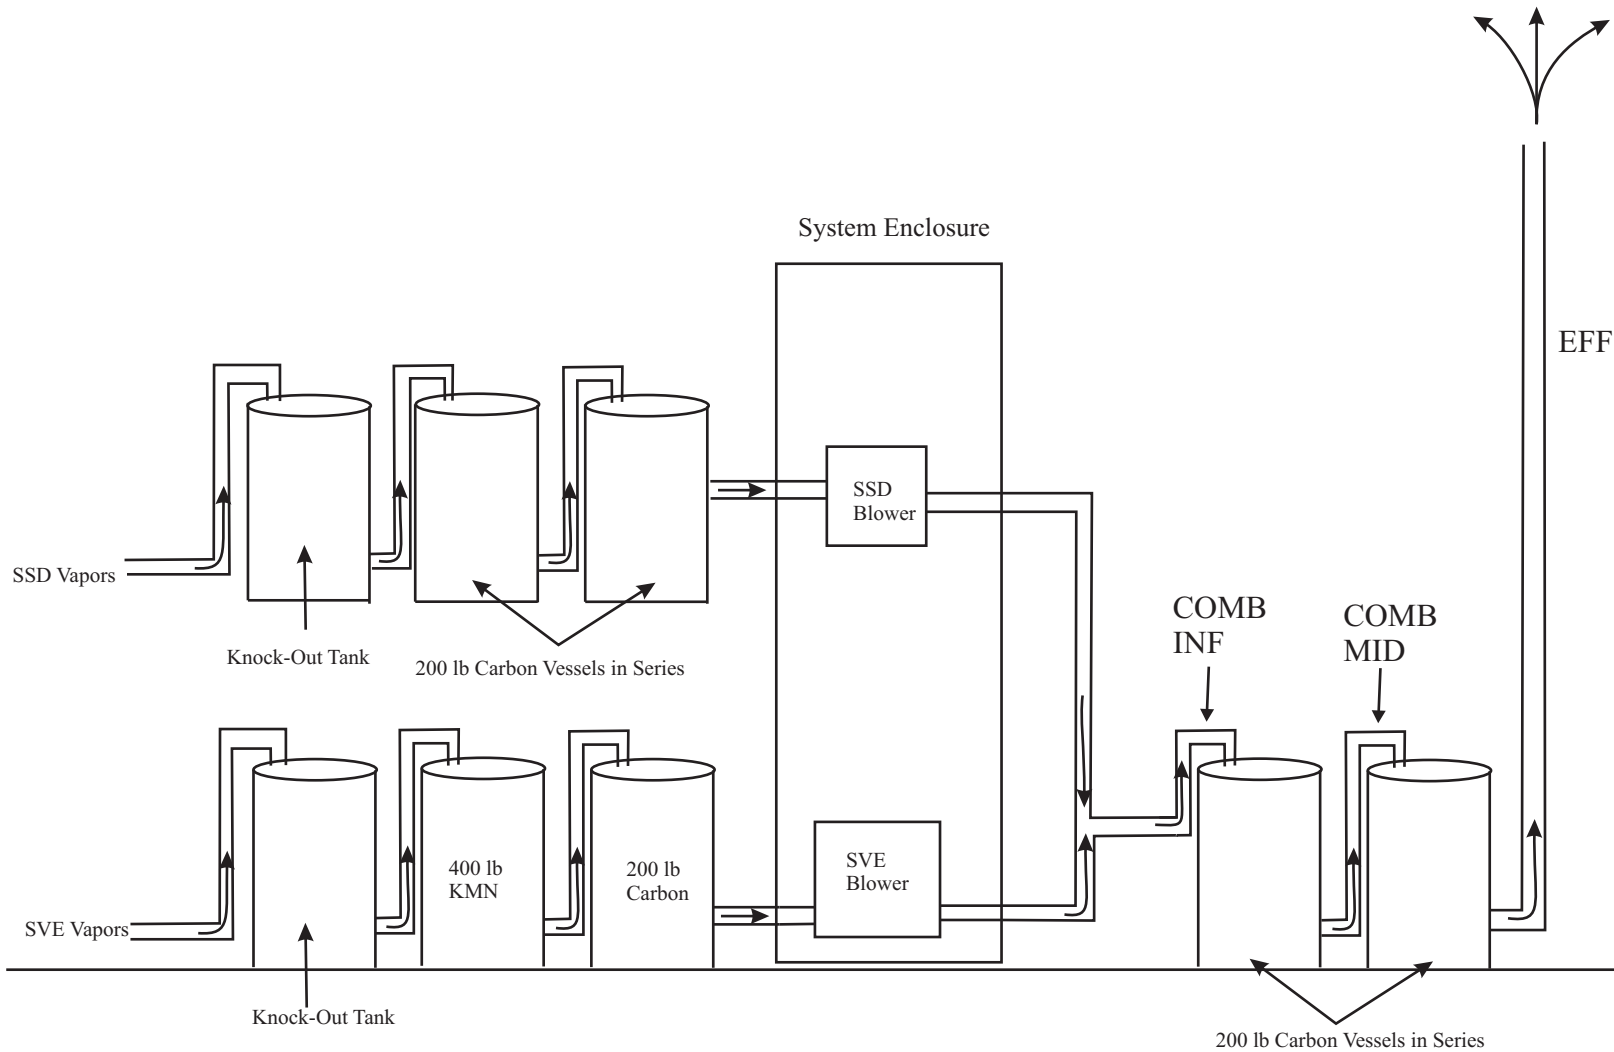 System Enclosure
EFF
SSD
Blower
SSD Vapors
COMB
INF
COMB
MID
Knock-Out Tank
200 lb Carbon Vessels in Series
400 lb
KMN
200 lb
Carbon
SVE
Blower
SVE Vapors
Knock-Out Tank
200 lb Carbon Vessels in Series